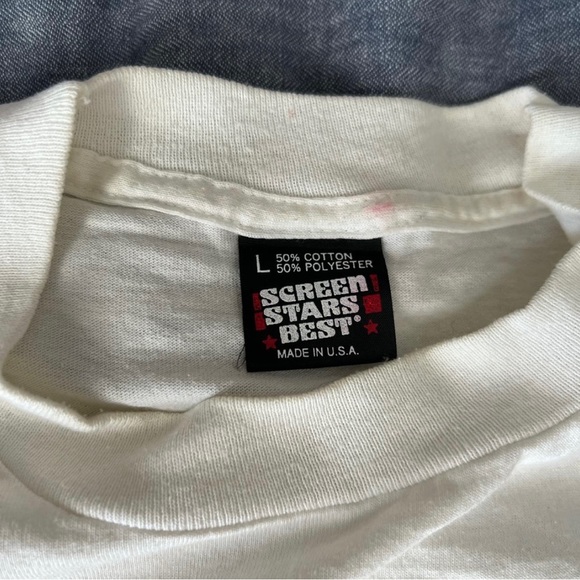 L 50% COTTON
50% POLYESTER
SCREEN
STARS
BEST®
MADE IN U.S.A.